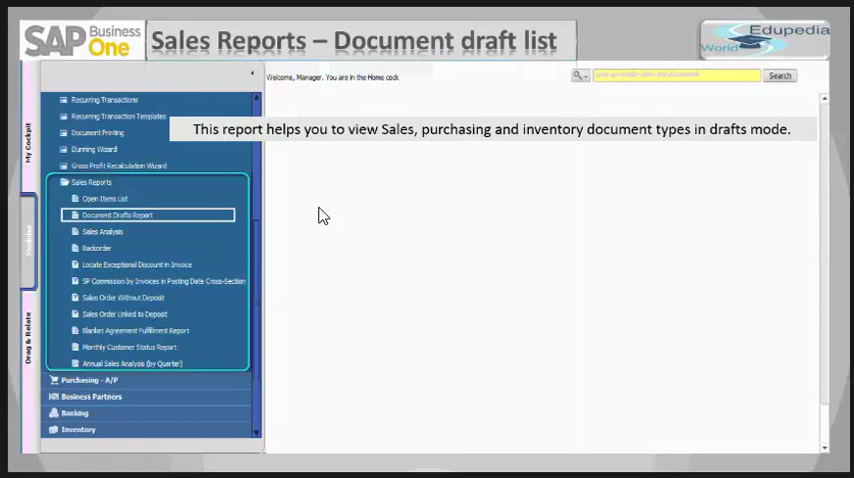 SAP Business One
Sales Reports – Document draft list
Edupedia
World
Welcome, Manager. You are in the Home cock
Search
My Cockpit
Modules
Drag & Relate
Recurring Transactions
Recurring Transaction Templates
Document Printing
Dunning Wizard
Gross Profit Recalculation Wizard
This report helps you to view Sales, purchasing and inventory document types in drafts mode.
Sales Reports
Open Items List
Document Drafts Report
Sales Analysis
Backorder
Locate Exceptional Discount in Invoice
SP Commission by Invoices in Posting Date Cross-Section
Sales Order Without Deposit
Sales Order Linked to Deposit
Blanket Agreement Fulfillment Report
Monthly Customer Status Report
Annual Sales Analysis (by Quarter)
Purchasing - A/P
Business Partners
Banking
Inventory